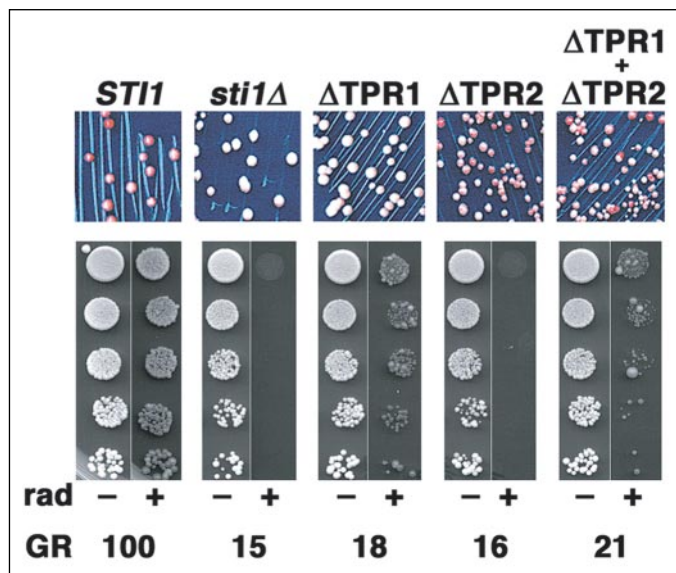 ΔTPR1
+
STI1 sti1Δ ΔTPR1 ΔTPR2 ΔTPR2
rad − + − + − + − + − +
GR 100 15 18 16 21